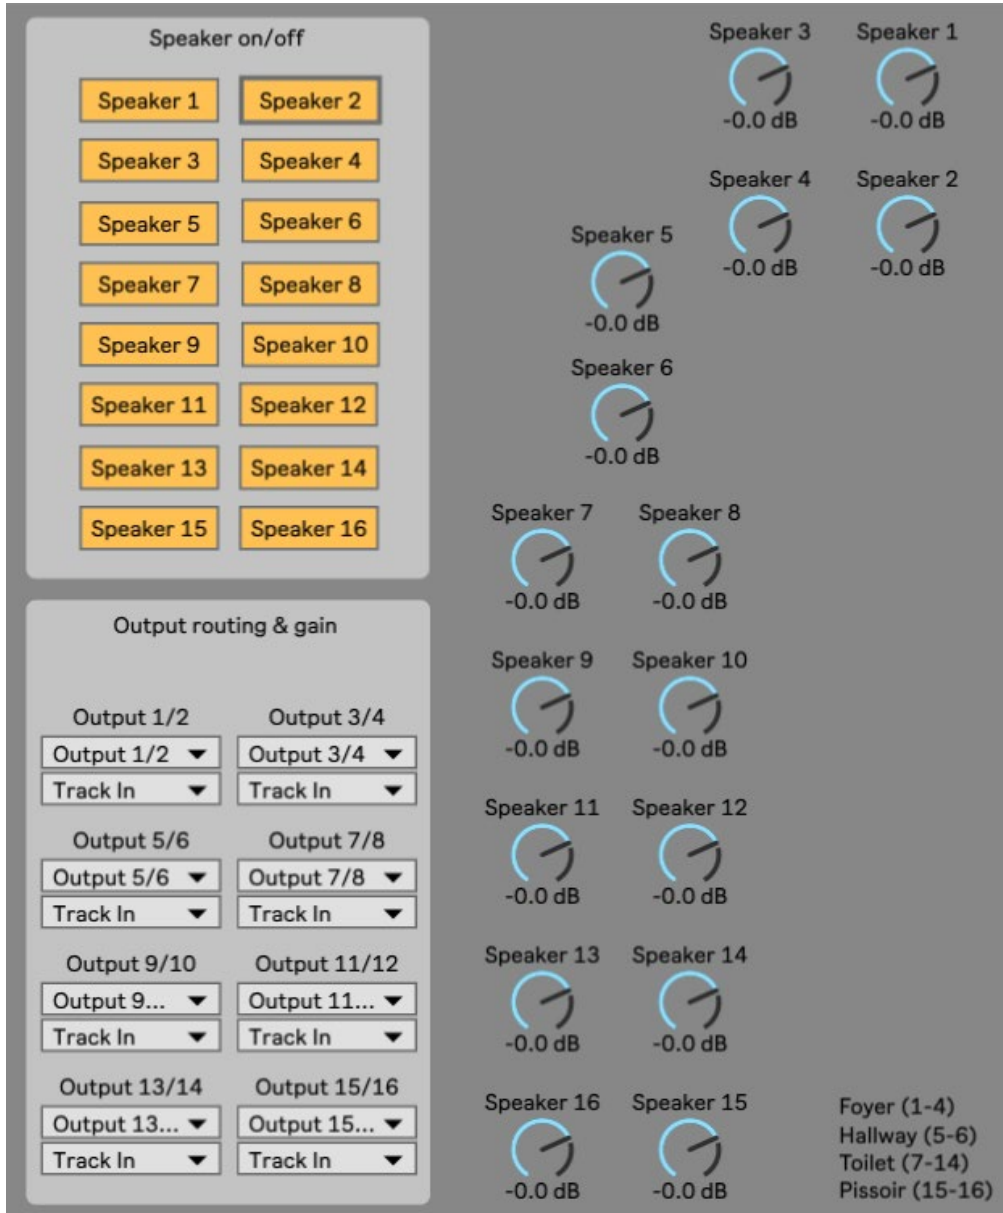 Speaker on/off
Speaker 1 Speaker 2
Speaker 3 Speaker 4
Speaker 5 Speaker 6
Speaker 7 Speaker 8
Speaker 9 Speaker 10
Speaker 11 Speaker 12
Speaker 13 Speaker 14
Speaker 15 Speaker 16
Output routing & gain
Output 1/2 Output 3/4
Output 1/2 Output 3/4
Track In Track In
Output 5/6 Output 7/8
Output 5/6 Output 7/8
Track In Track In
Output 9/10 Output 11/12
Output 9... Output 11...
Track In Track In
Output 13/14 Output 15/16
Output 13... Output 15...
Track In Track In
Speaker 3 Speaker 1
-0.0 dB -0.0 dB
Speaker 4 Speaker 2
-0.0 dB -0.0 dB
Speaker 5
-0.0 dB
Speaker 6
-0.0 dB
Speaker 7 Speaker 8
-0.0 dB -0.0 dB
Speaker 9 Speaker 10
-0.0 dB -0.0 dB
Speaker 11 Speaker 12
-0.0 dB -0.0 dB
Speaker 13 Speaker 14
-0.0 dB -0.0 dB
Speaker 16 Speaker 15
-0.0 dB -0.0 dB
Foyer (1-4)
Hallway (5-6)
Toilet (7-14)
Pissoir (15-16)